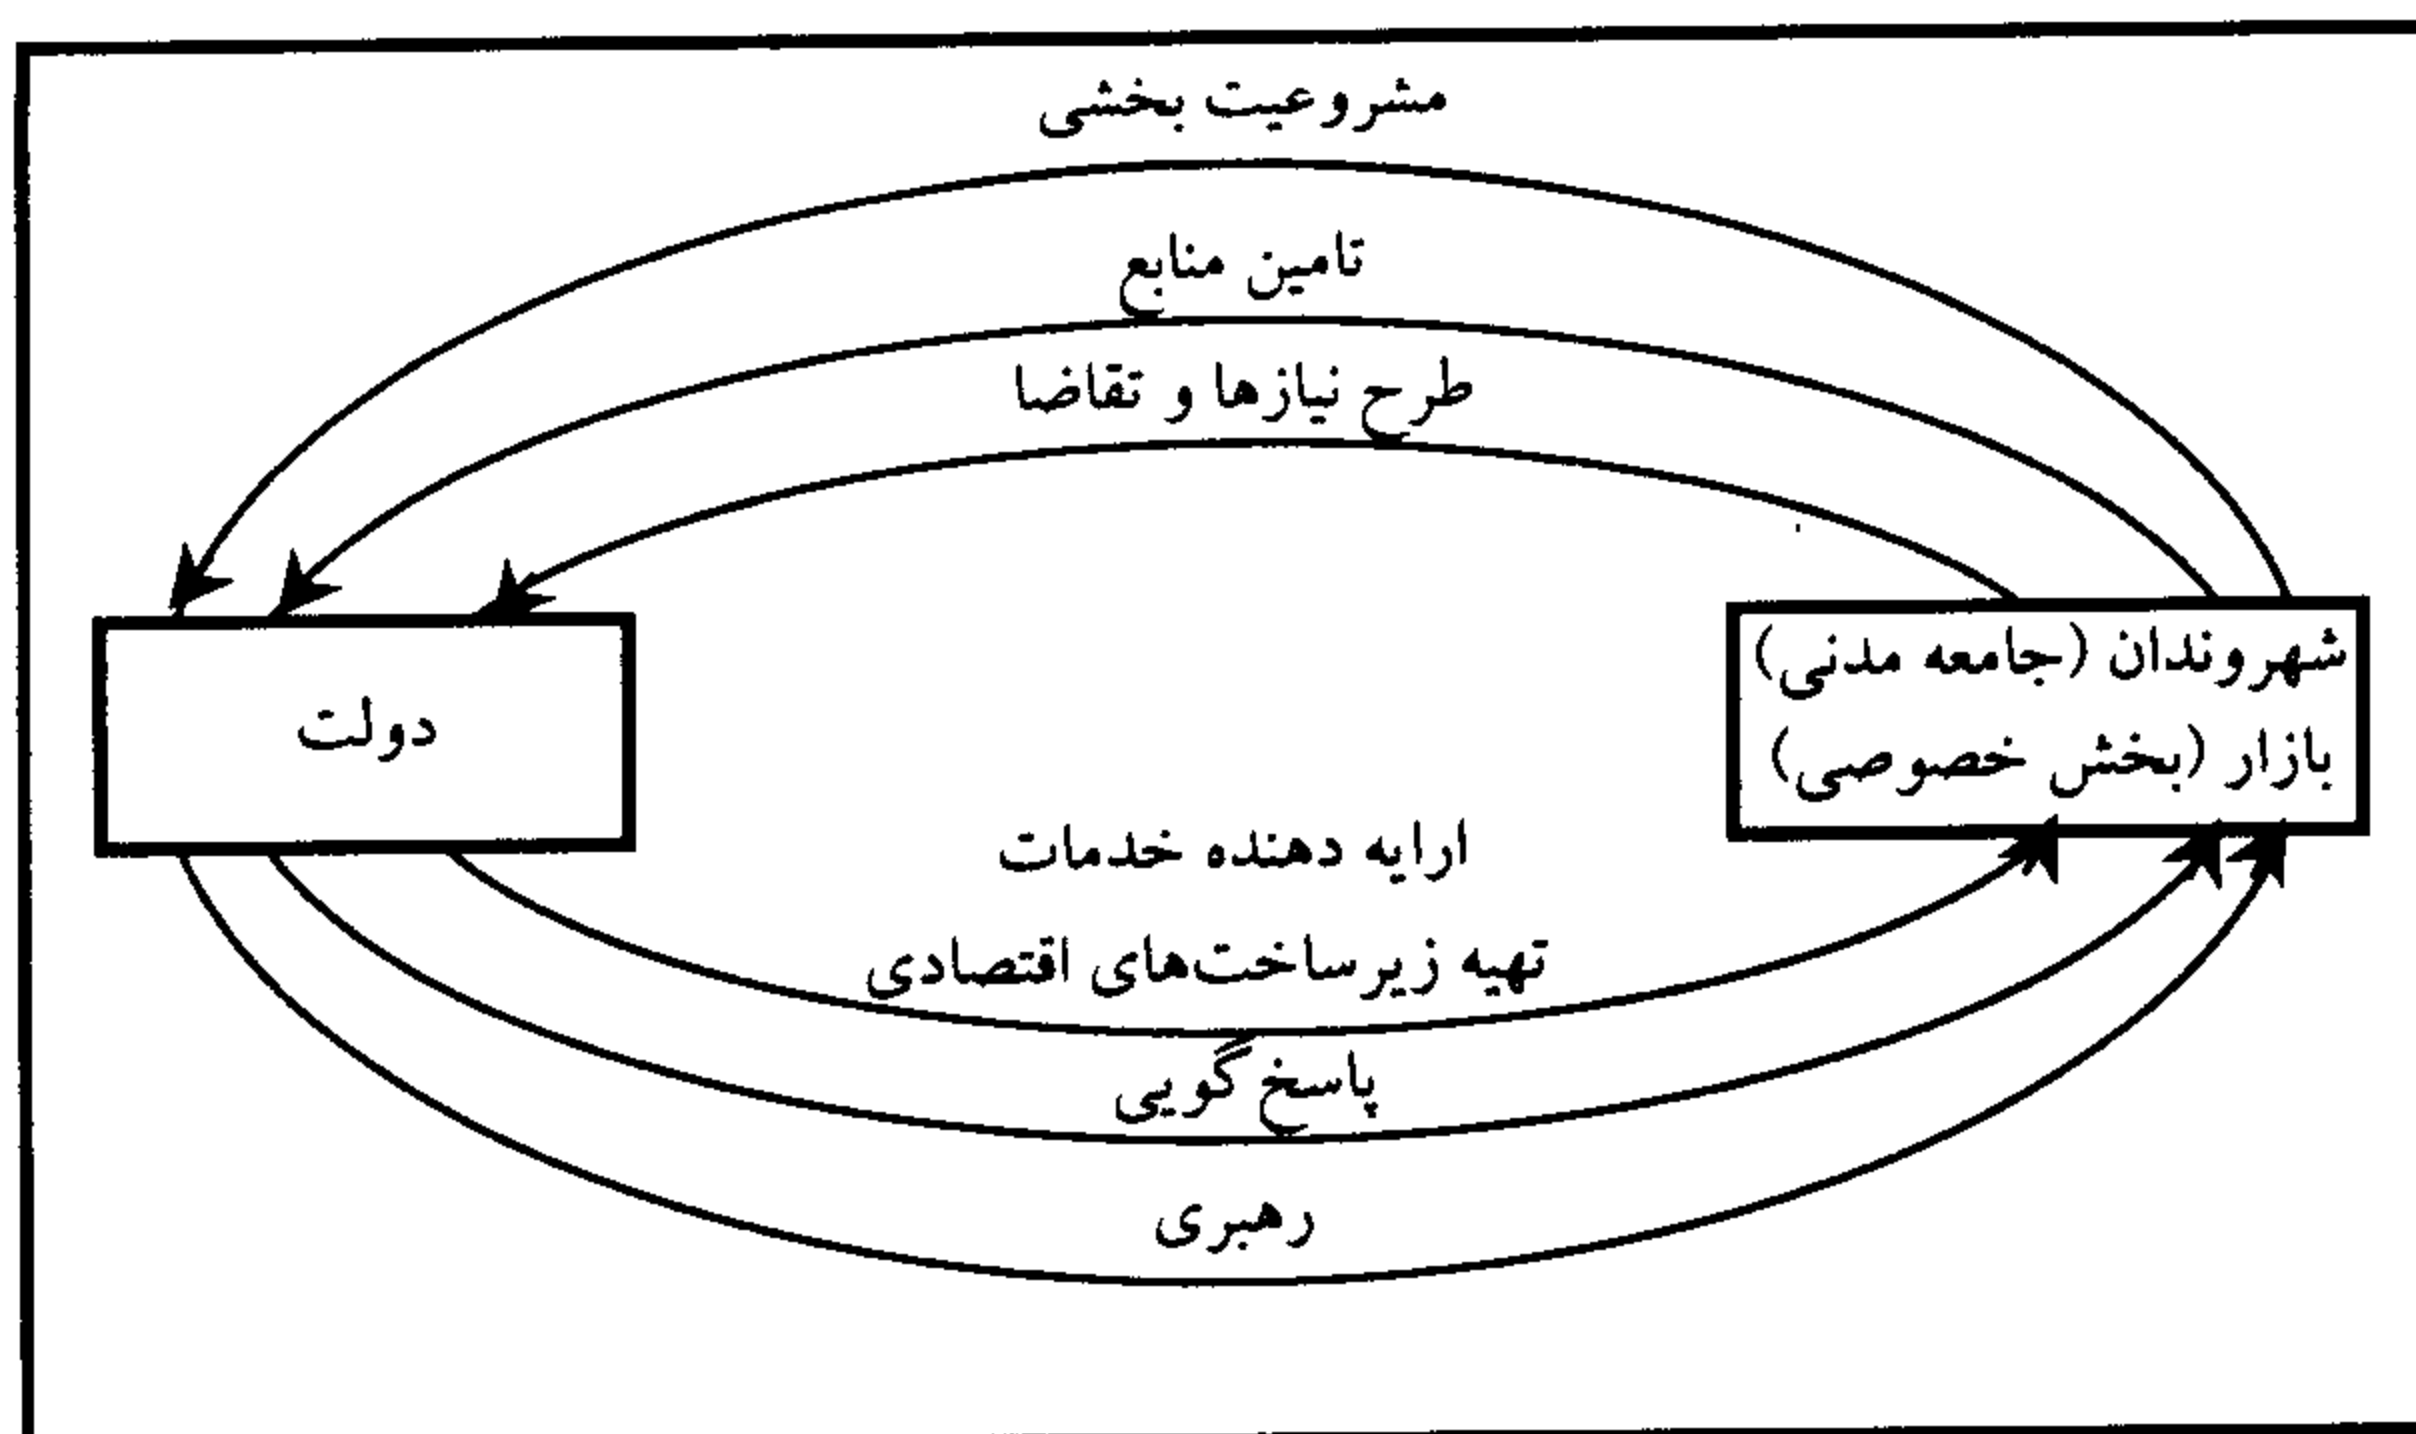 مشروعیت بخشی
تامین منابع
طرح نیازها و تقاضا
شهروندان (جامعه مدنی)
بازار (بخش خصوصی)
دولت
ارایه دهنده خدمات
تهیه زیرساخت‌های اقتصادی
پاسخ‌گویی
رهبری